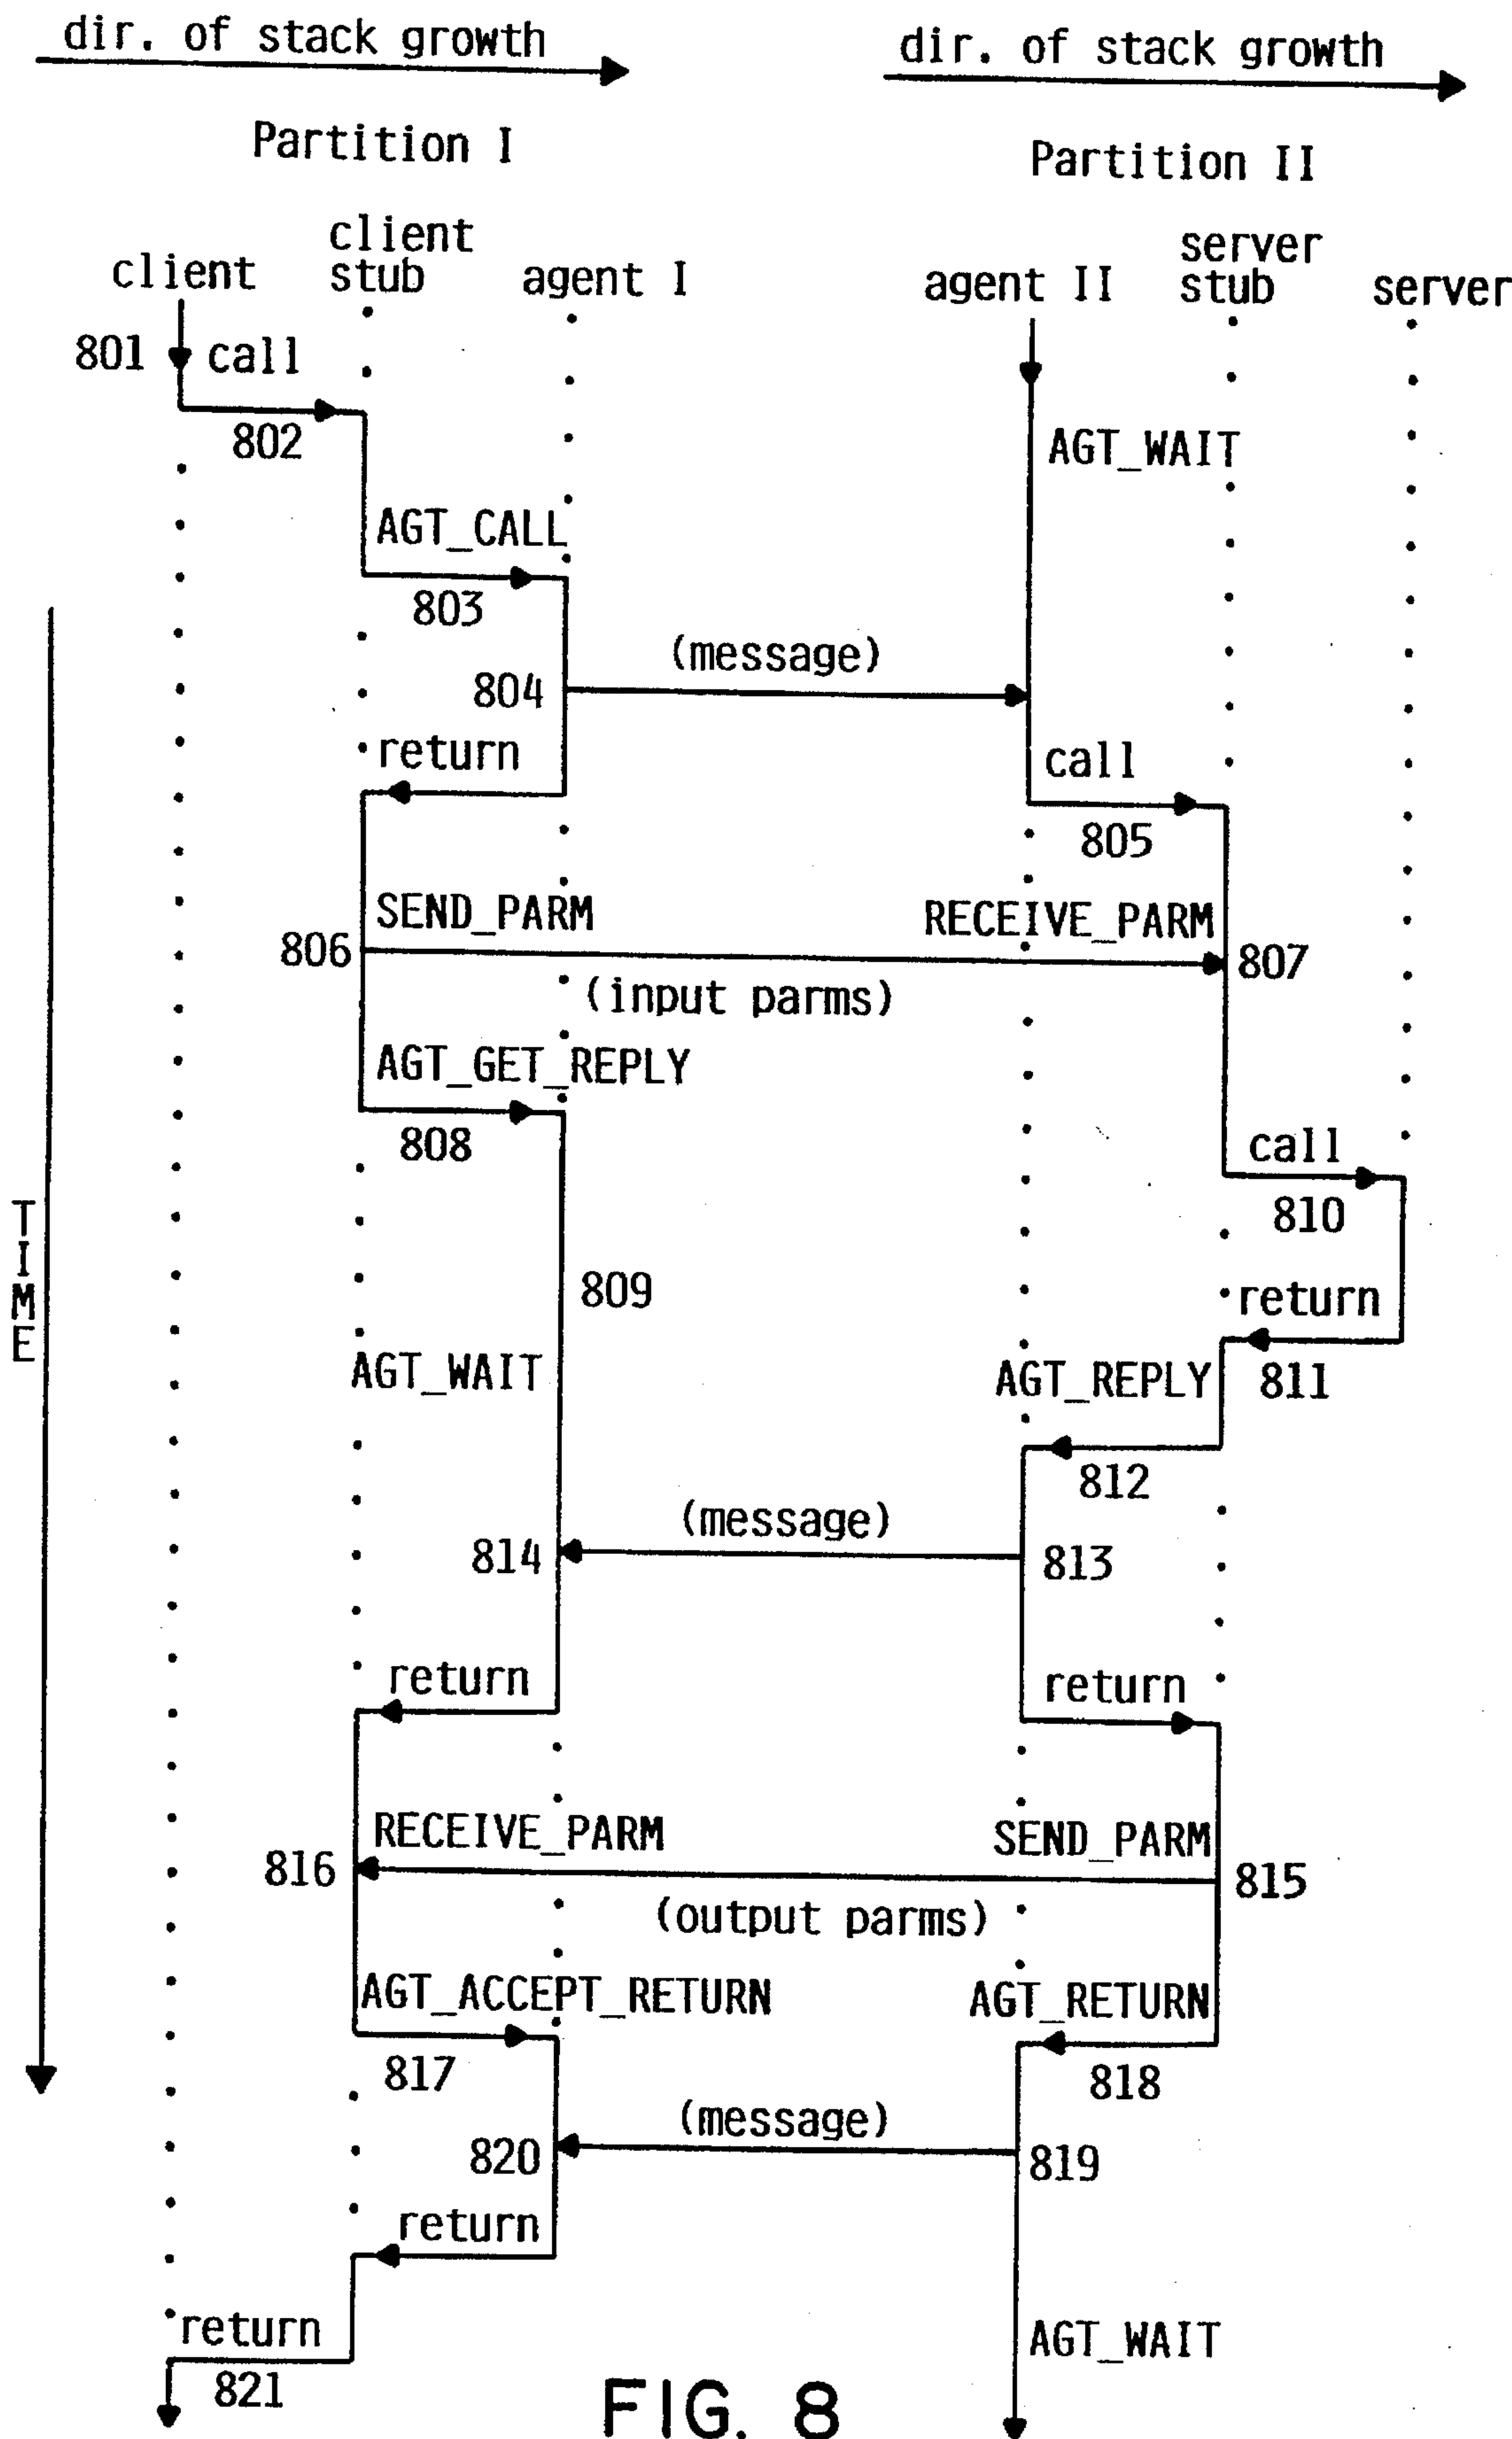 dir. of stack growth
dir. of stack growth
Partition I
Partition II
client
client stub
agent I
agent II
server stub
server
801
call
802
AGT_WAIT
AGT_CALL
803
(message)
804
return
call
805
SEND_PARM
RECEIVE_PARM
806
807
(input parms)
AGT_GET_REPLY
808
call
810
TIME
809
return
AGT_WAIT
AGT_REPLY
811
812
(message)
814
813
return
return
RECEIVE_PARM
SEND_PARM
816
815
(output parms)
AGT_ACCEPT_RETURN
AGT_RETURN
817
818
(message)
820
819
return
return
AGT_WAIT
821
FIG. 8